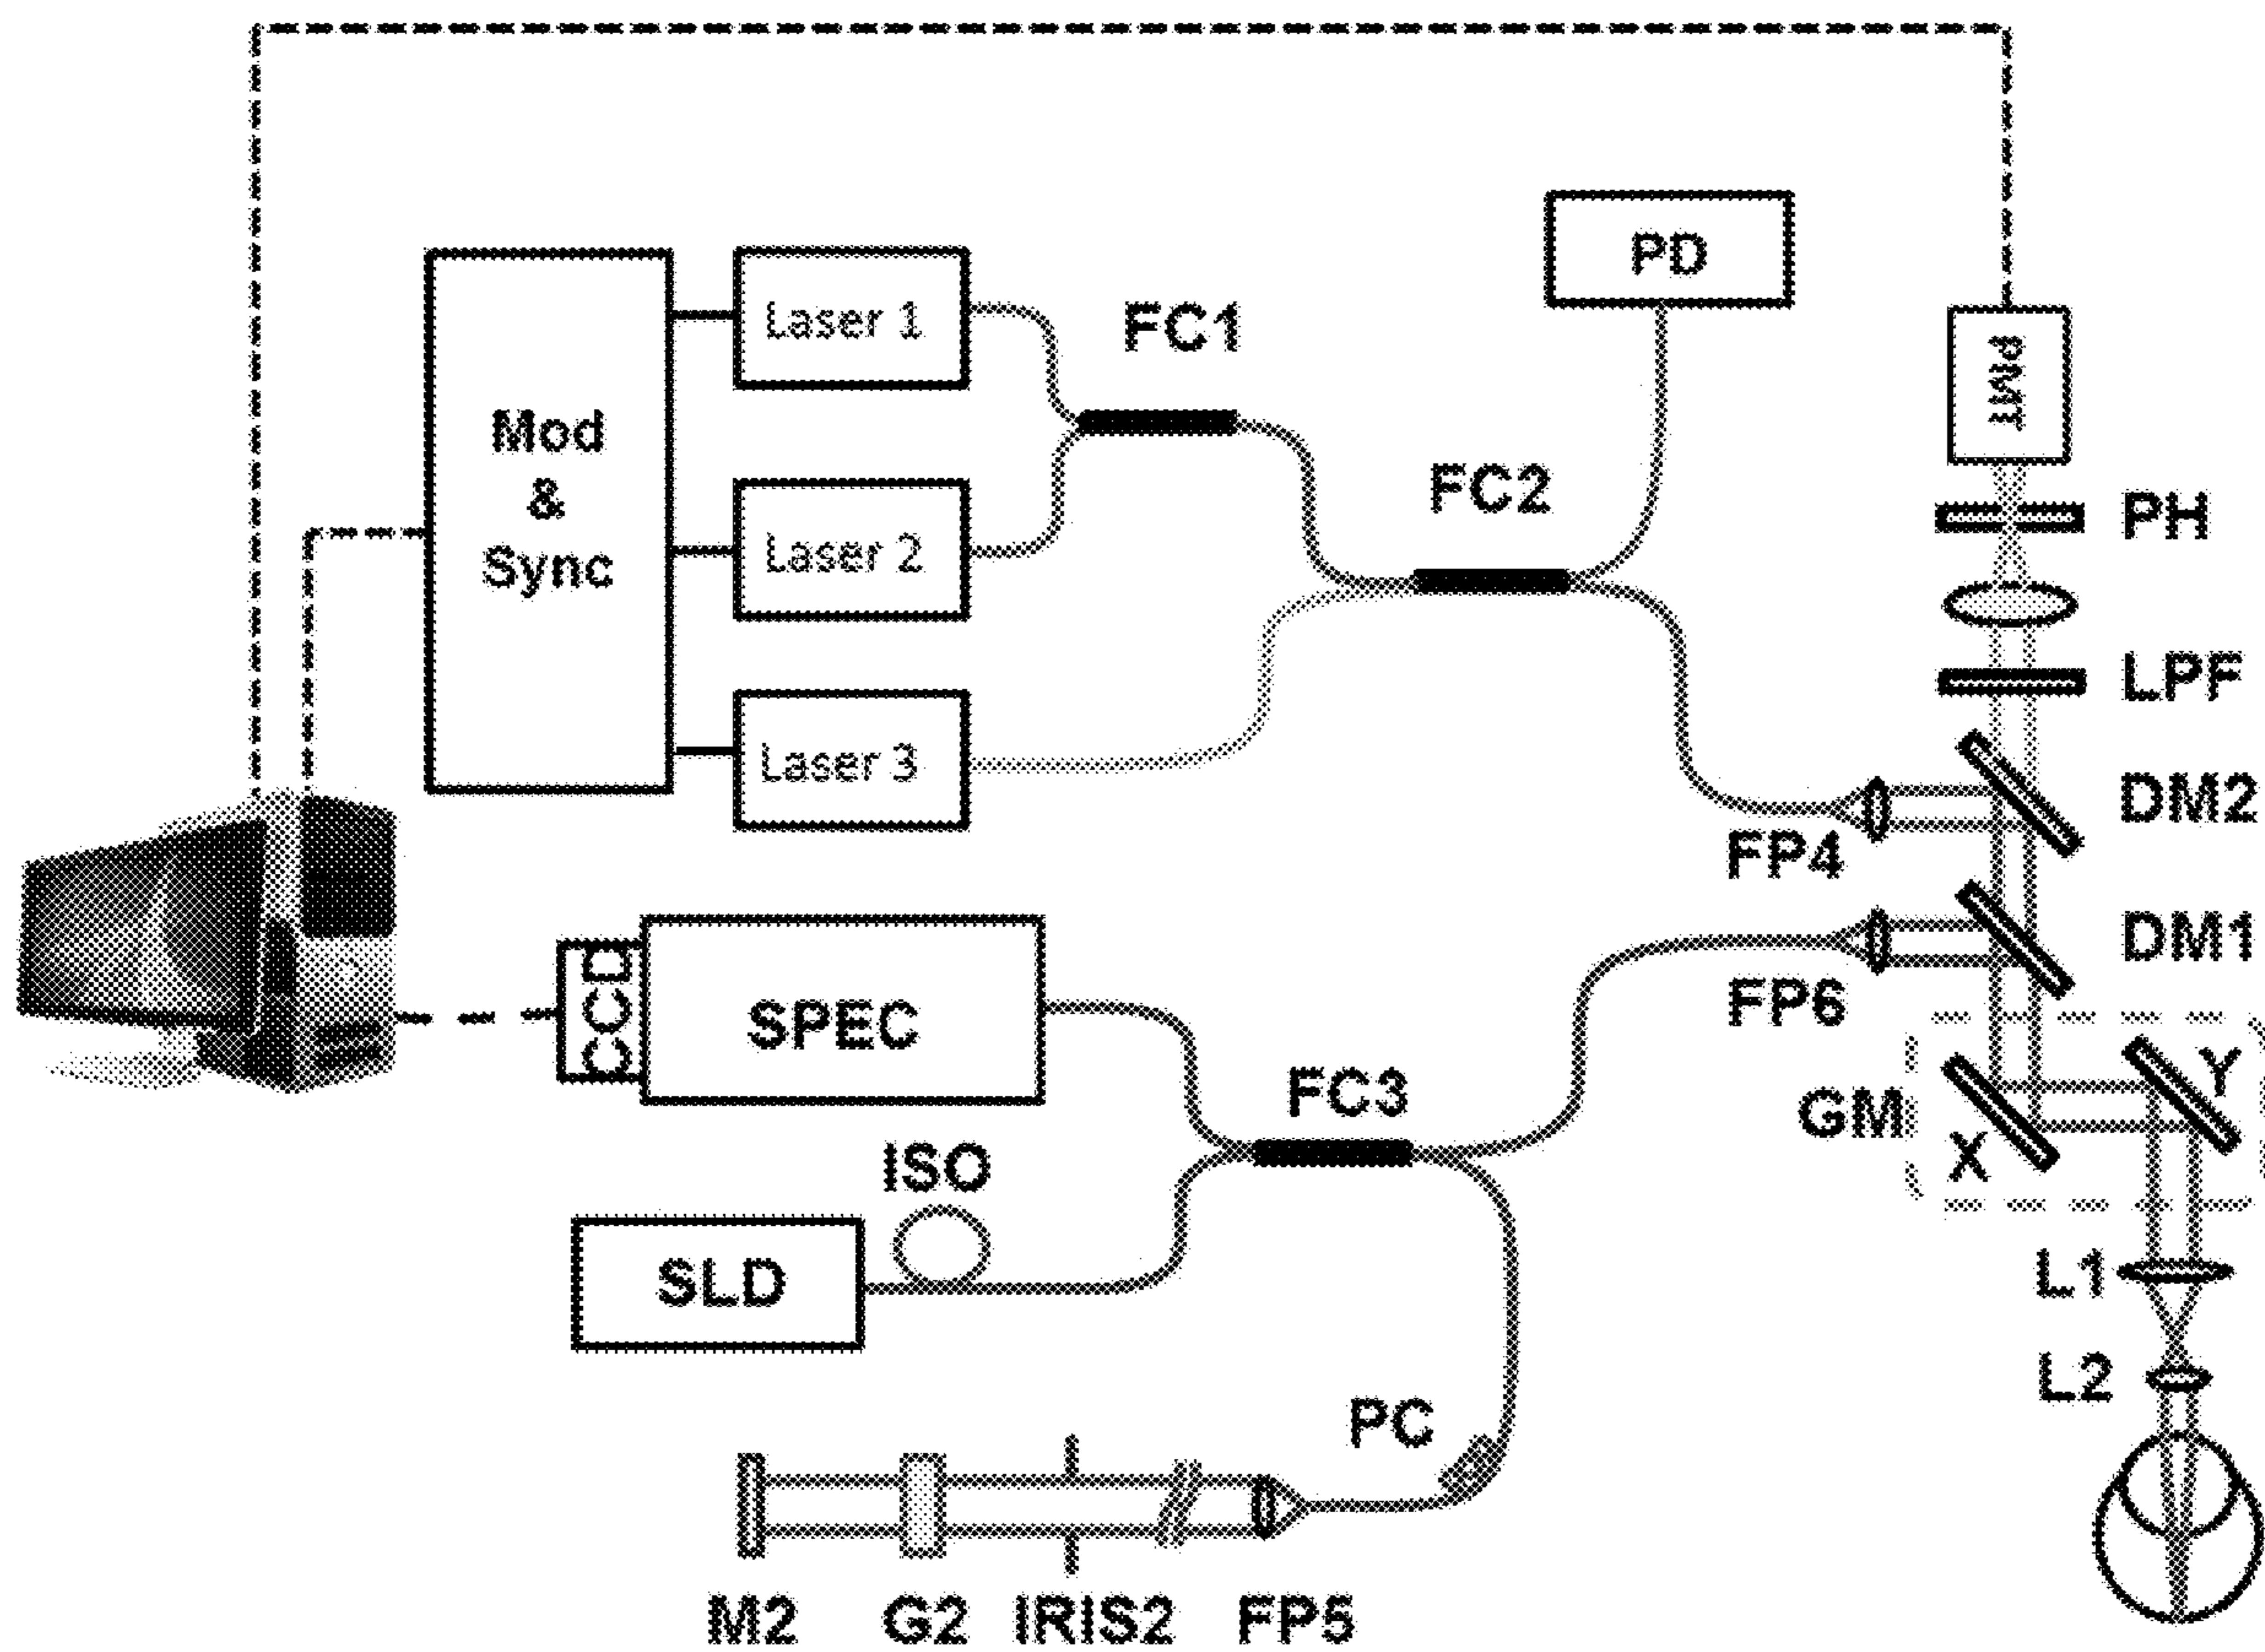 PD
Laser 1
FC1
PMT
Mod
&
Sync
FC2
PH
Laser 2
LPF
Laser 3
DM2
FP4
DM1
CCD
SPEC
FP6
FC3
GM
X
Y
ISO
SLD
L1
L2
PC
M2
G2
IRIS2
FP5